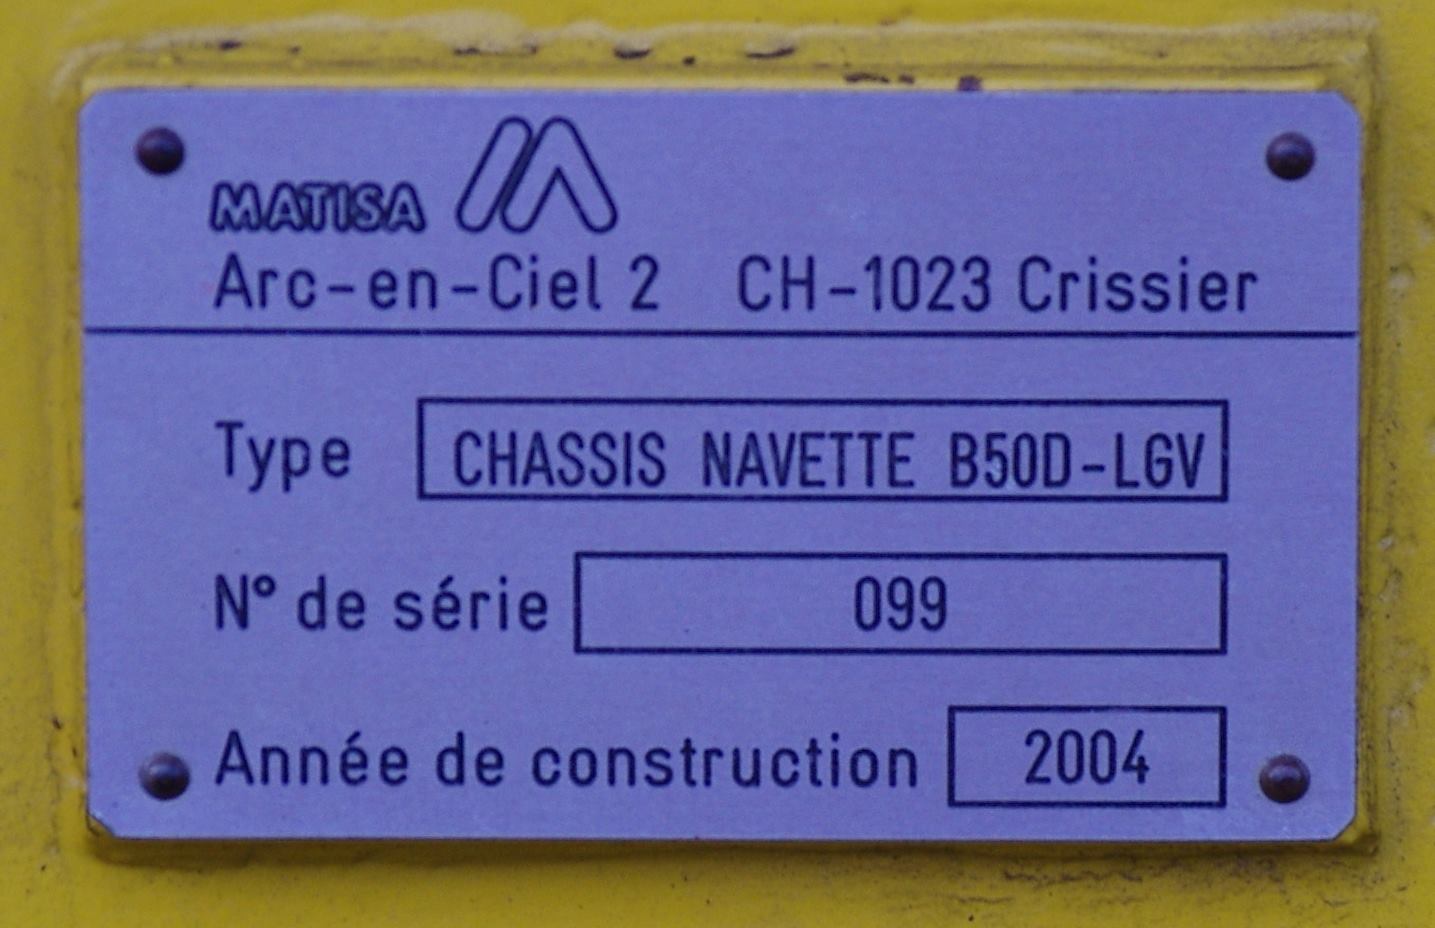 MATISA
Arc-en-Ciel 2 CH-1023 Crissier
Type CHASSIS NAVETTE B50D-LGV
N° de série 099
Année de construction 2004